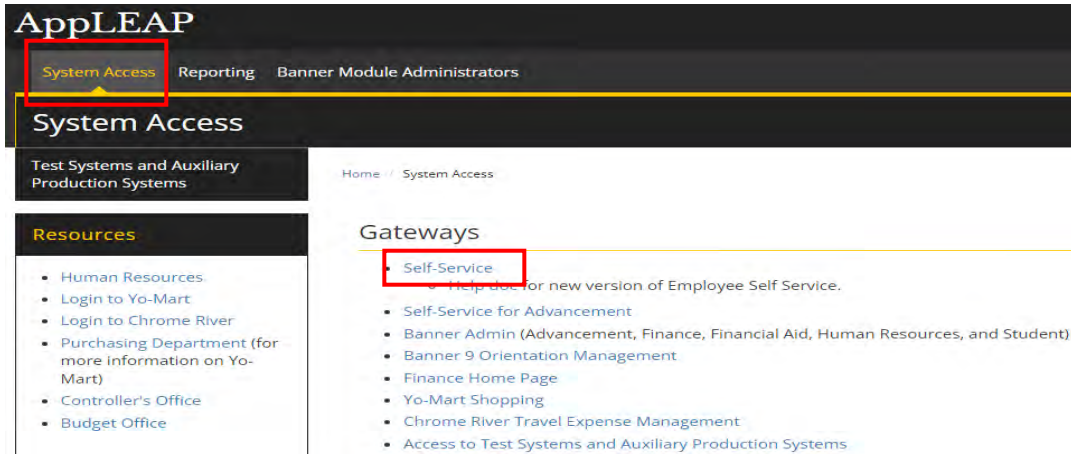 AppLEAP
System Access Reporting Banner Module Administrators
System Access
Test Systems and Auxiliary
Production Systems
Home / System Access
Resources
• Human Resources
• Login to Yo-Mart
• Login to Chrome River
• Purchasing Department (for
more information on Yo-
Mart)
• Controller's Office
• Budget Office
Gateways
• Self-Service
Help doc for new version of Employee Self Service.
• Self-Service for Advancement
• Banner Admin (Advancement, Finance, Financial Aid, Human Resources, and Student)
• Banner 9 Orientation Management
• Finance Home Page
• Yo-Mart Shopping
• Chrome River Travel Expense Management
• Access to Test Systems and Auxiliary Production Systems